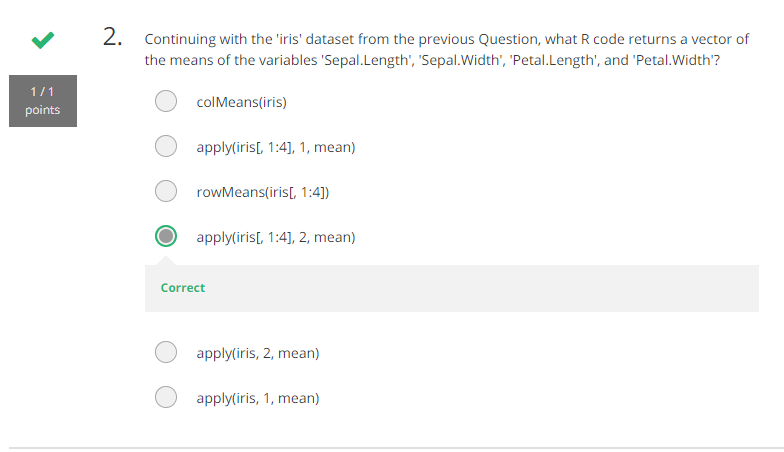 2.
Continuing with the 'iris' dataset from the previous Question, what R code returns a vector of
the means of the variables 'Sepal.Length', 'Sepal.Width', 'Petal.Length', and 'Petal.Width'?
1 / 1
points
colMeans(iris)
apply(iris[, 1:4], 1, mean)
rowMeans(iris[, 1:4])
apply(iris[, 1:4], 2, mean)
Correct
apply(iris, 2, mean)
apply(iris, 1, mean)